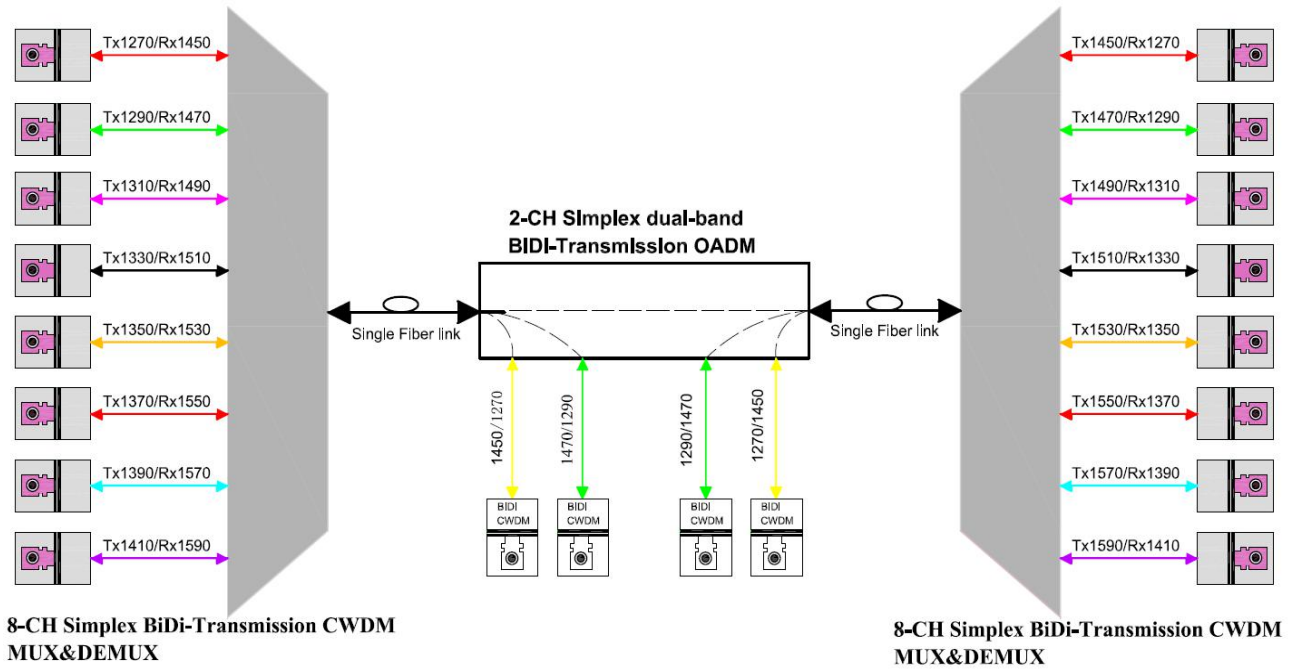 Tx1270/Rx1450
Tx1290/Rx1470
Tx1310/Rx1490
Tx1330/Rx1510
Tx1350/Rx1530
Tx1370/Rx1550
Tx1390/Rx1570
Tx1410/Rx1590
8-CH Simplex BiDi-Transmission CWDM
MUX&DEMUX
Single Fiber link
2-CH Simplex dual-band
BIDI-Transmission OADM
1450/1270
1470/1290
1290/1470
1270/1450
BIDI
CWDM
BIDI
CWDM
BIDI
CWDM
BIDI
CWDM
Single Fiber link
Tx1450/Rx1270
Tx1470/Rx1290
Tx1490/Rx1310
Tx1510/Rx1330
Tx1530/Rx1350
Tx1550/Rx1370
Tx1570/Rx1390
Tx1590/Rx1410
8-CH Simplex BiDi-Transmission CWDM
MUX&DEMUX